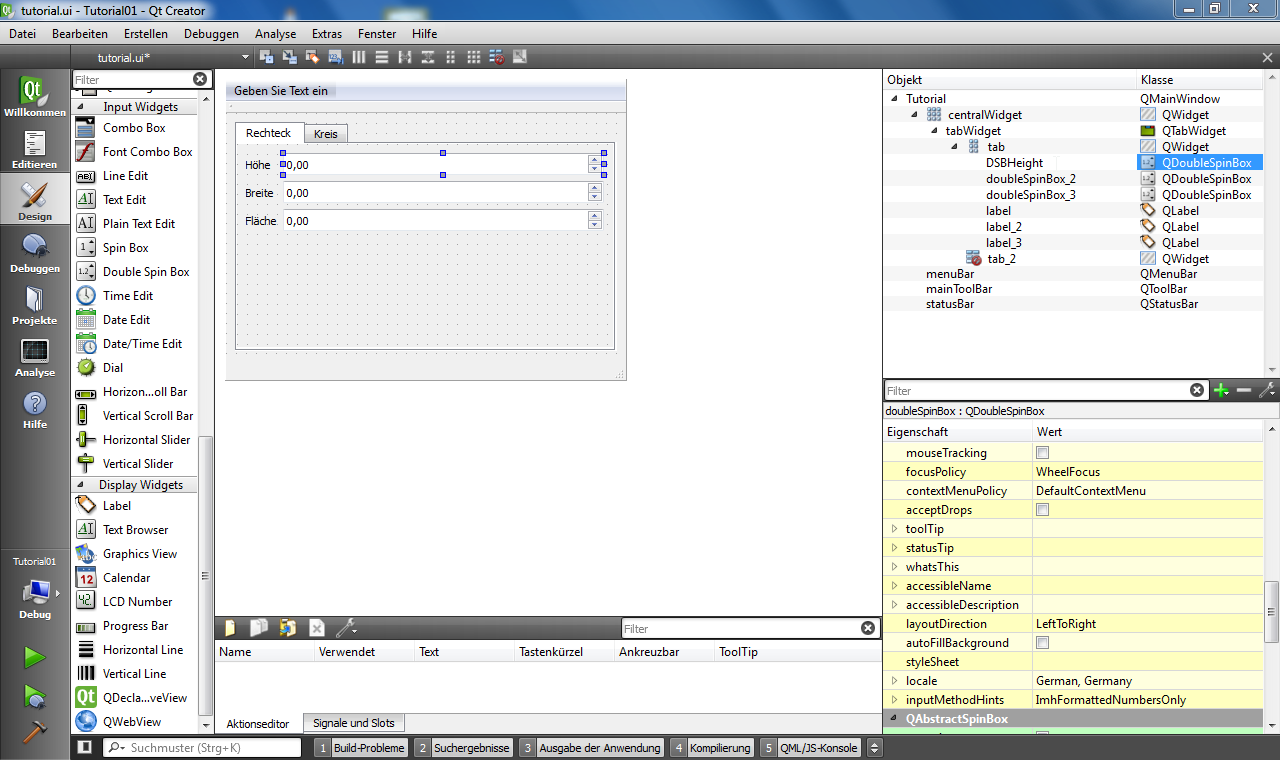 tutorial.ui - Tutorial01 - Qt Creator
Datei Bearbeiten Erstellen Debuggen Analyse Extras Fenster Hilfe
tutorial.ui*
Willkommen
Editieren
Design
Debuggen
Projekte
Analyse
Hilfe
Tutorial01
Debug
Filter
Input Widgets
Combo Box
Font Combo Box
Line Edit
Text Edit
Plain Text Edit
Spin Box
Double Spin Box
Time Edit
Date Edit
Date/Time Edit
Dial
Horizon...oll Bar
Vertical Scroll Bar
Horizontal Slider
Vertical Slider
Display Widgets
Label
Text Browser
Graphics View
Calendar
LCD Number
Progress Bar
Horizontal Line
Vertical Line
QDecla...veView
QWebView
Geben Sie Text ein
Rechteck Kreis
Höhe 0,00
Breite 0,00
Fläche 0,00
Filter
Name Verwendet Text Tastenkürzel Ankreuzbar ToolTip
Aktionseditor Signale und Slots
Objekt Klasse
Tutorial QMainWindow
centralWidget QWidget
tabWidget QTabWidget
tab QWidget
DSBHeight QDoubleSpinBox
doubleSpinBox_2 QDoubleSpinBox
doubleSpinBox_3 QDoubleSpinBox
label QLabel
label_2 QLabel
label_3 QLabel
tab_2 QWidget
menuBar QMenuBar
mainToolBar QToolBar
statusBar QStatusBar
Filter
doubleSpinBox : QDoubleSpinBox
Eigenschaft Wert
mouseTracking
focusPolicy WheelFocus
contextMenuPolicy DefaultContextMenu
acceptDrops
toolTip
statusTip
whatsThis
accessibleName
accessibleDescription
layoutDirection LeftToRight
autoFillBackground
styleSheet
locale German, Germany
inputMethodHints ImhFormattedNumbersOnly
QAbstractSpinBox
Suchmuster (Strg+K) 1 Build-Probleme 2 Suchergebnisse 3 Ausgabe der Anwendung 4 Kompilierung 5 QML/JS-Konsole